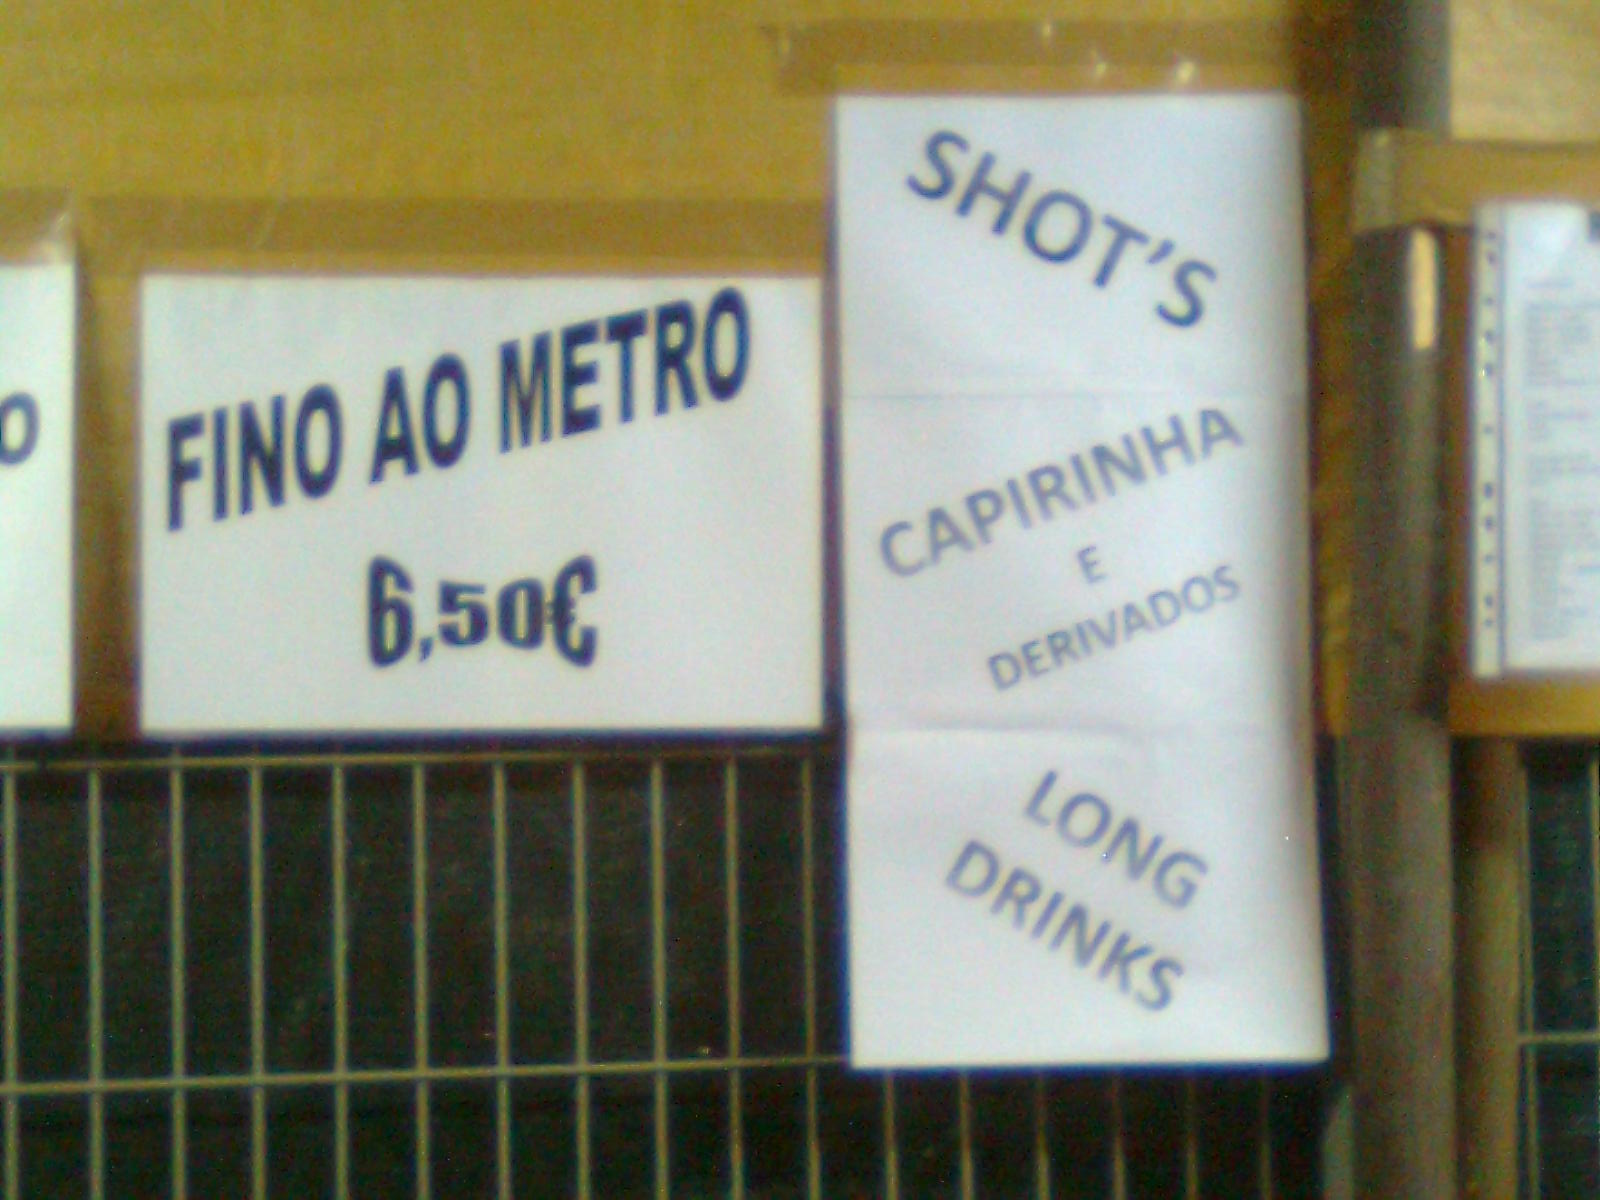 O
FINO AO METRO
6,50€
SHOT'S
CAPIRINHA
E
DERIVADOS
LONG
DRINKS